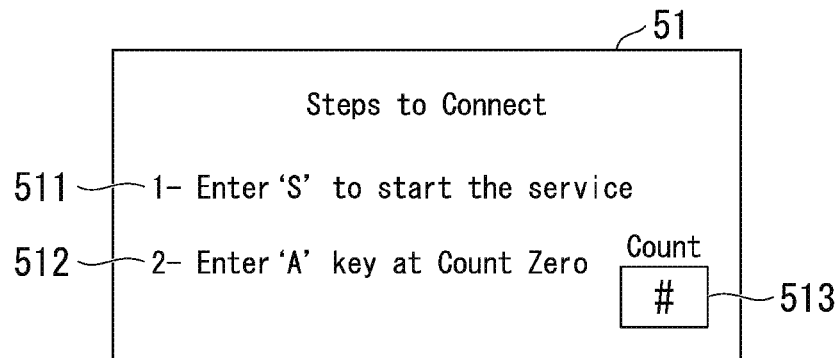 51
Steps to Connect
511 1- Enter ‘S’ to start the service
512 2- Enter ‘A’ key at Count Zero
Count
# 513